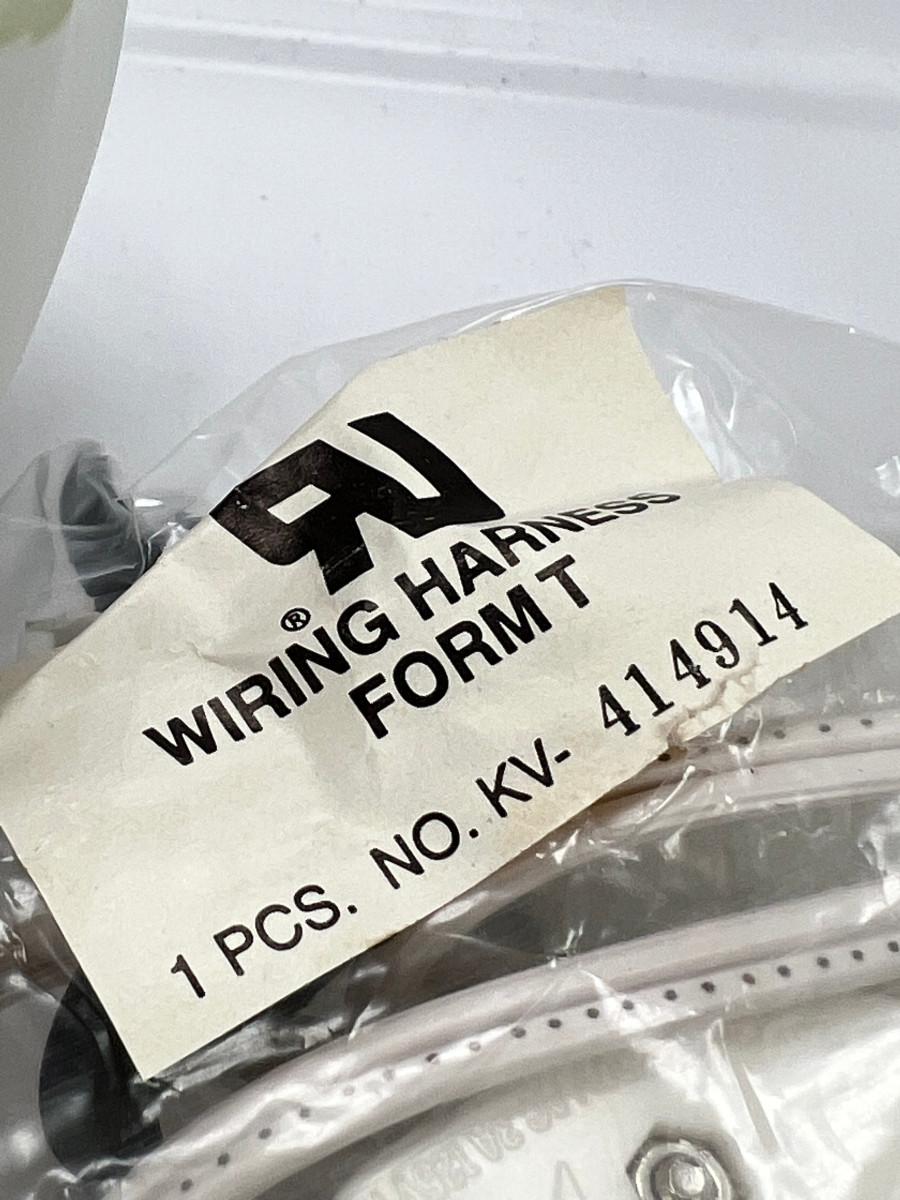 ®
WIRING HARNESS
FORM T
1 PCS. NO. KV- 414914